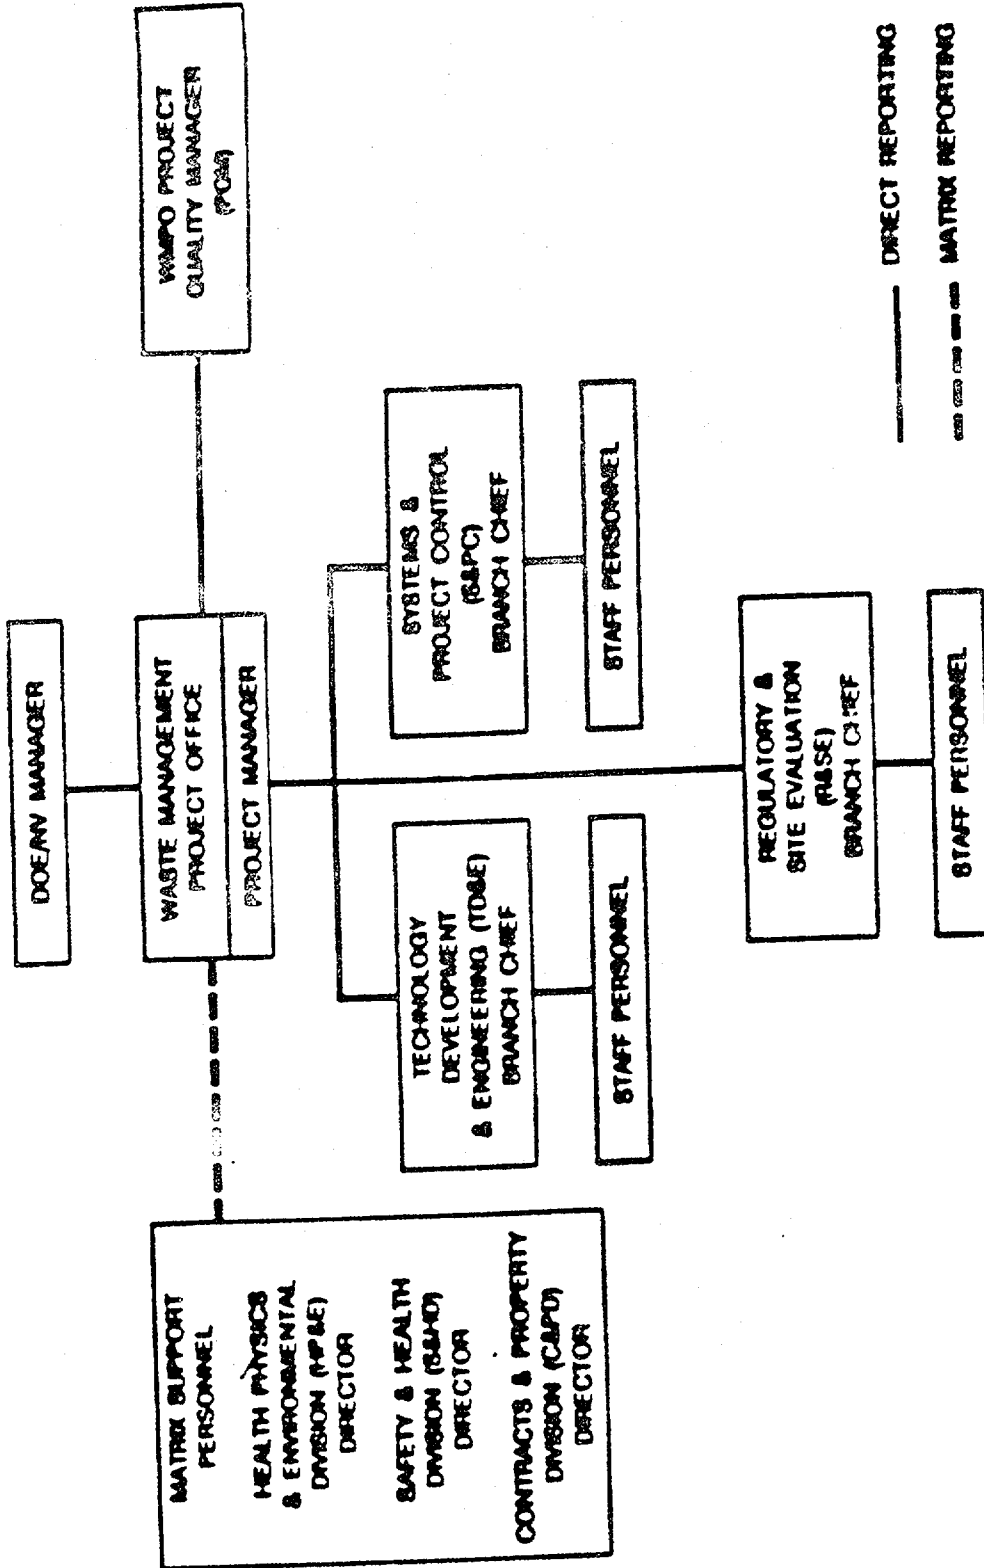 DOE/NV MANAGER
WASTE MANAGEMENT
PROJECT OFFICE
PROJECT MANAGER
WMPO PROJECT
QUALITY MANAGER
(PQM)
MATRIX SUPPORT
PERSONNEL
HEALTH PHYSICS
& ENVIRONMENTAL
DIVISION (HP&E)
DIRECTOR
SAFETY & HEALTH
DIVISION (S&HD)
DIRECTOR
CONTRACTS & PROPERTY
DIVISION (C&PD)
DIRECTOR
TECHNOLOGY
DEVELOPMENT
& ENGINEERING (TD&E)
BRANCH CHIEF
STAFF PERSONNEL
SYSTEMS &
PROJECT CONTROL
(S&PC)
BRANCH CHIEF
STAFF PERSONNEL
REGULATORY &
SITE EVALUATION
(R&SE)
BRANCH CHIEF
STAFF PERSONNEL
DIRECT REPORTING
MATRIX REPORTING